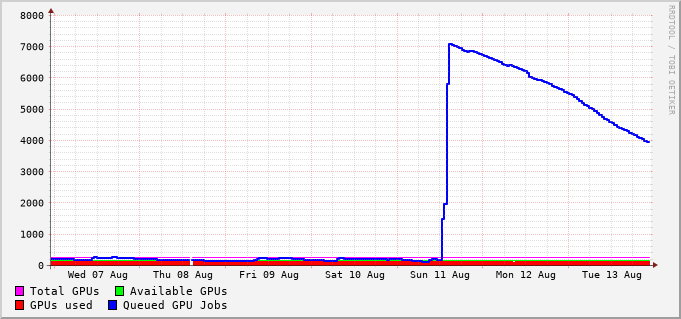 8000
7000
6000
5000
4000
3000
2000
1000
0
Wed 07 Aug Thu 08 Aug Fri 09 Aug Sat 10 Aug Sun 11 Aug Mon 12 Aug Tue 13 Aug
Total GPUs Available GPUs
GPUs used Queued GPU Jobs
RRDTOOL / TOBI OETIKER